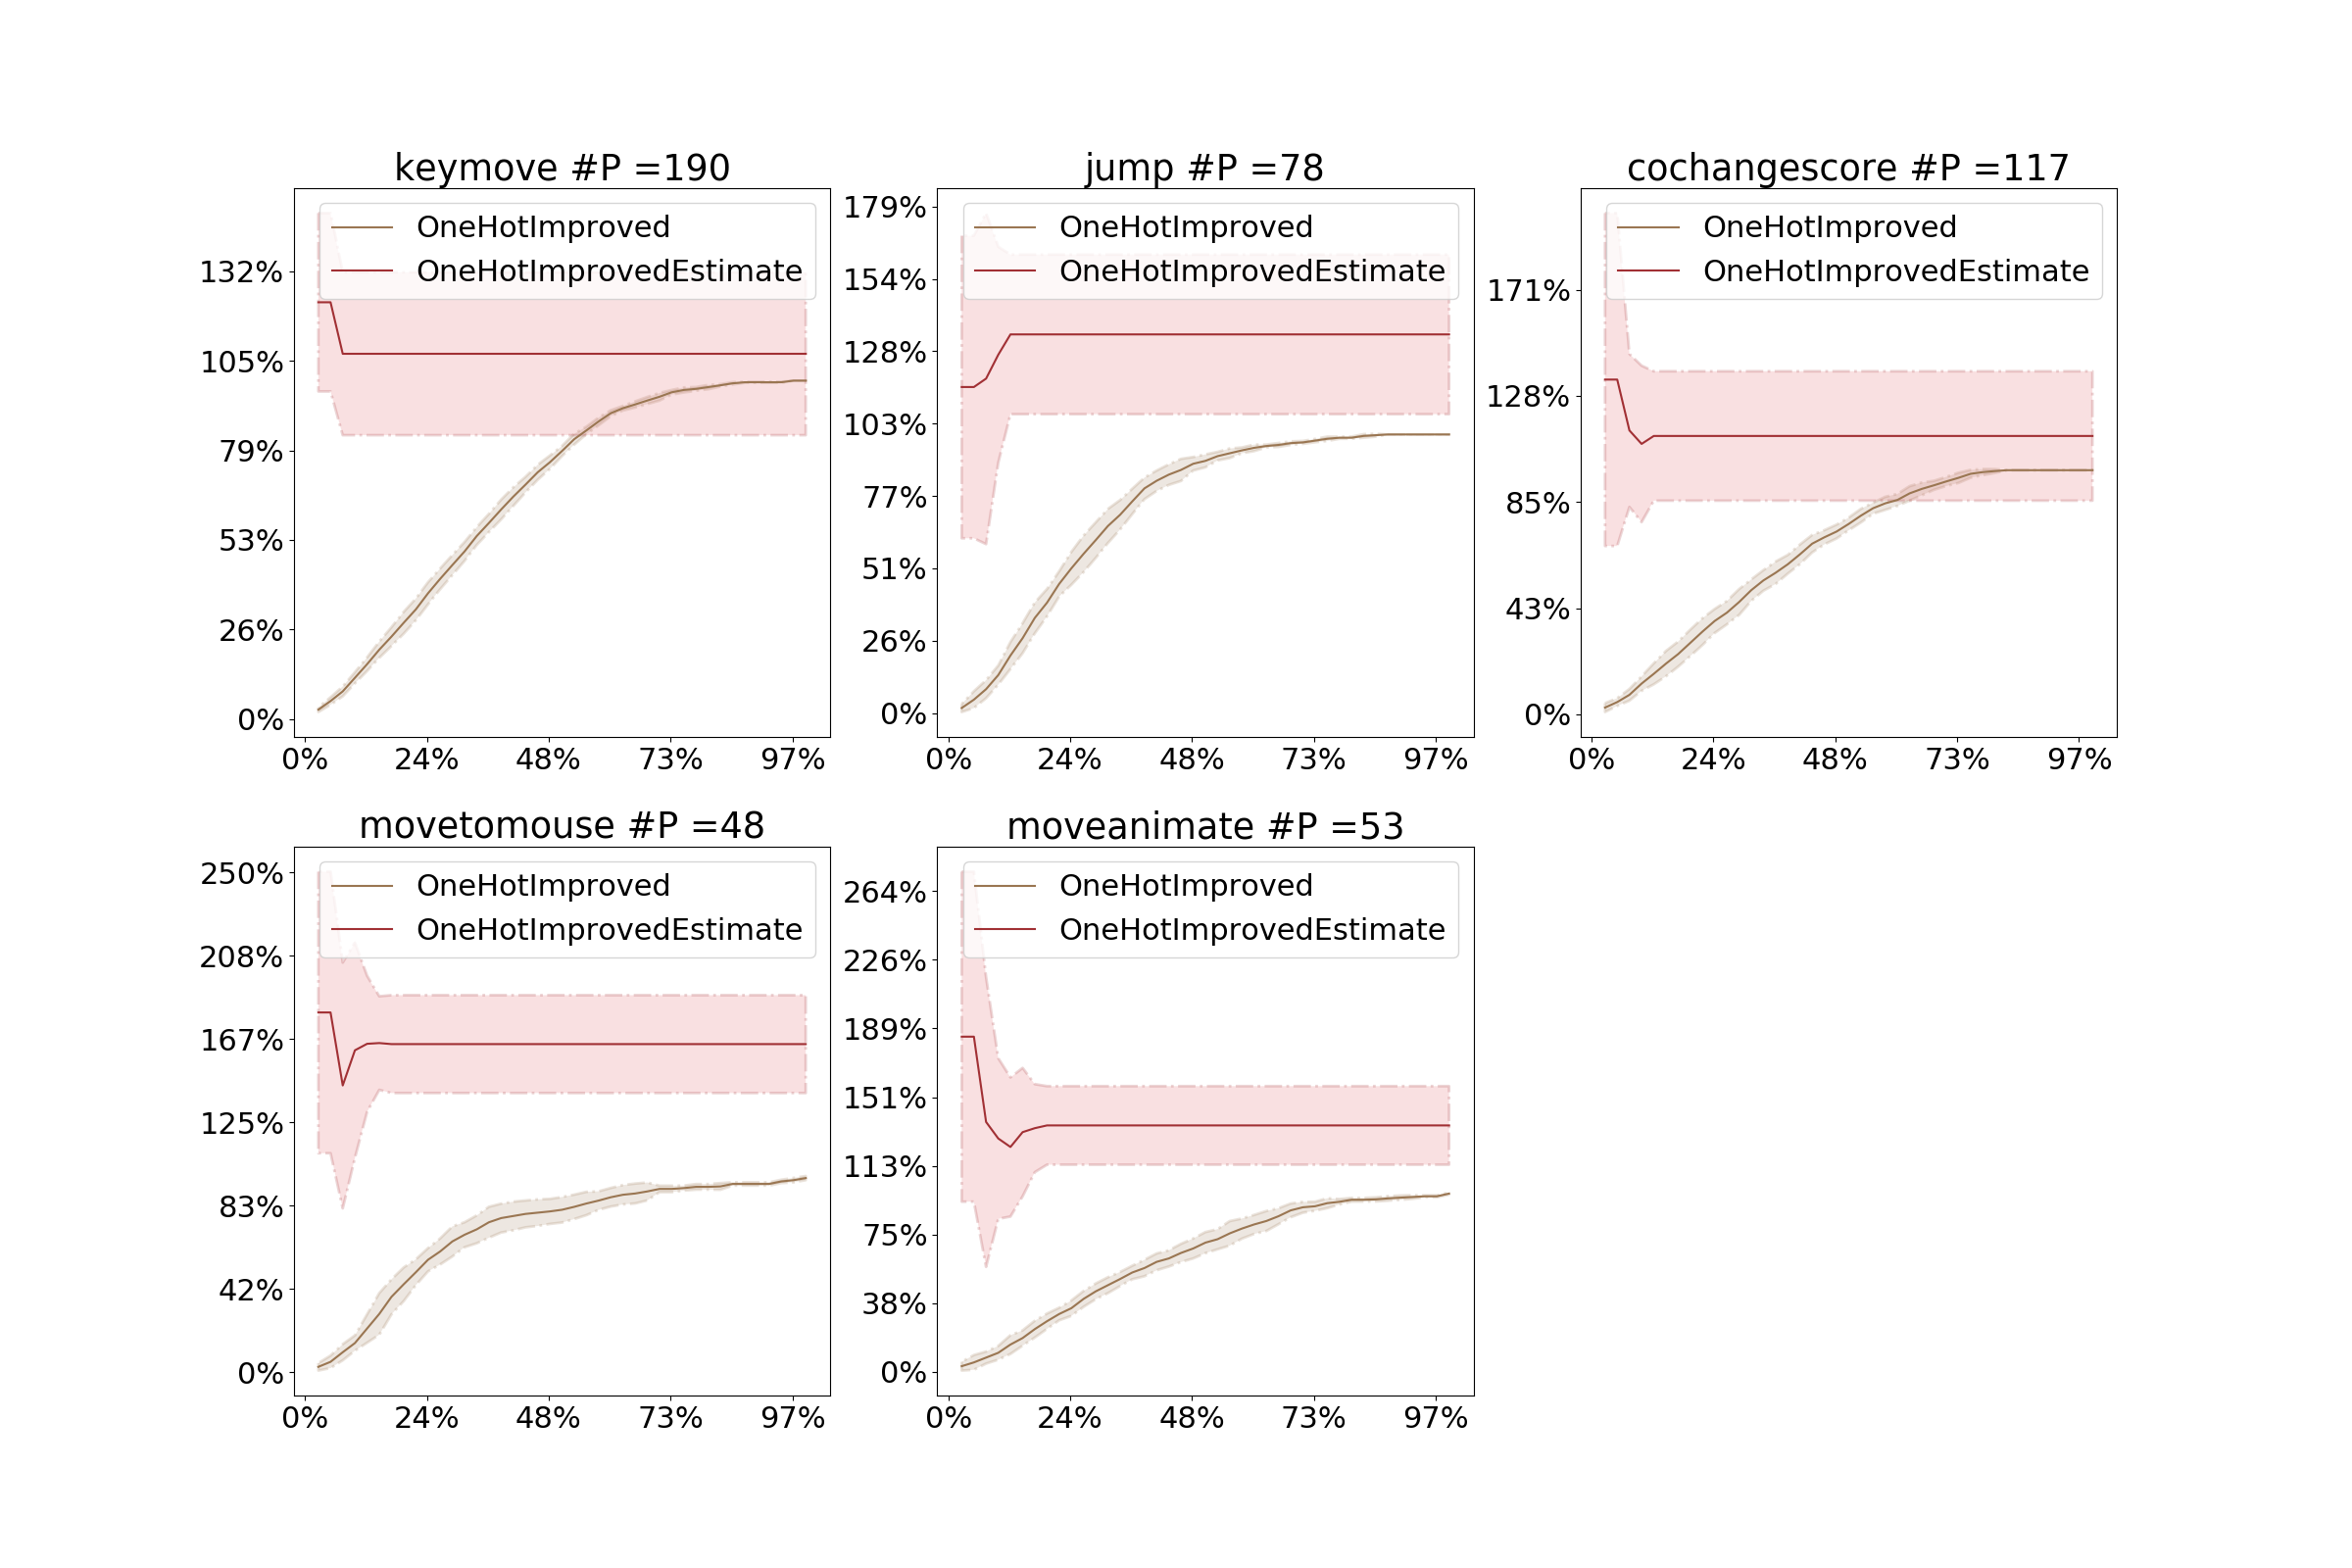 keymove #P =190
OneHotImproved
OneHotImprovedEstimate
132%
105%
79%
53%
26%
0%
0% 24% 48% 73% 97%
jump #P =78
OneHotImproved
OneHotImprovedEstimate
179%
154%
128%
103%
77%
51%
26%
0%
0% 24% 48% 73% 97%
cochangescore #P =117
OneHotImproved
OneHotImprovedEstimate
171%
128%
85%
43%
0%
0% 24% 48% 73% 97%
movetomouse #P =48
OneHotImproved
OneHotImprovedEstimate
250%
208%
167%
125%
83%
42%
0%
0% 24% 48% 73% 97%
moveanimate #P =53
OneHotImproved
OneHotImprovedEstimate
264%
226%
189%
151%
113%
75%
38%
0%
0% 24% 48% 73% 97%